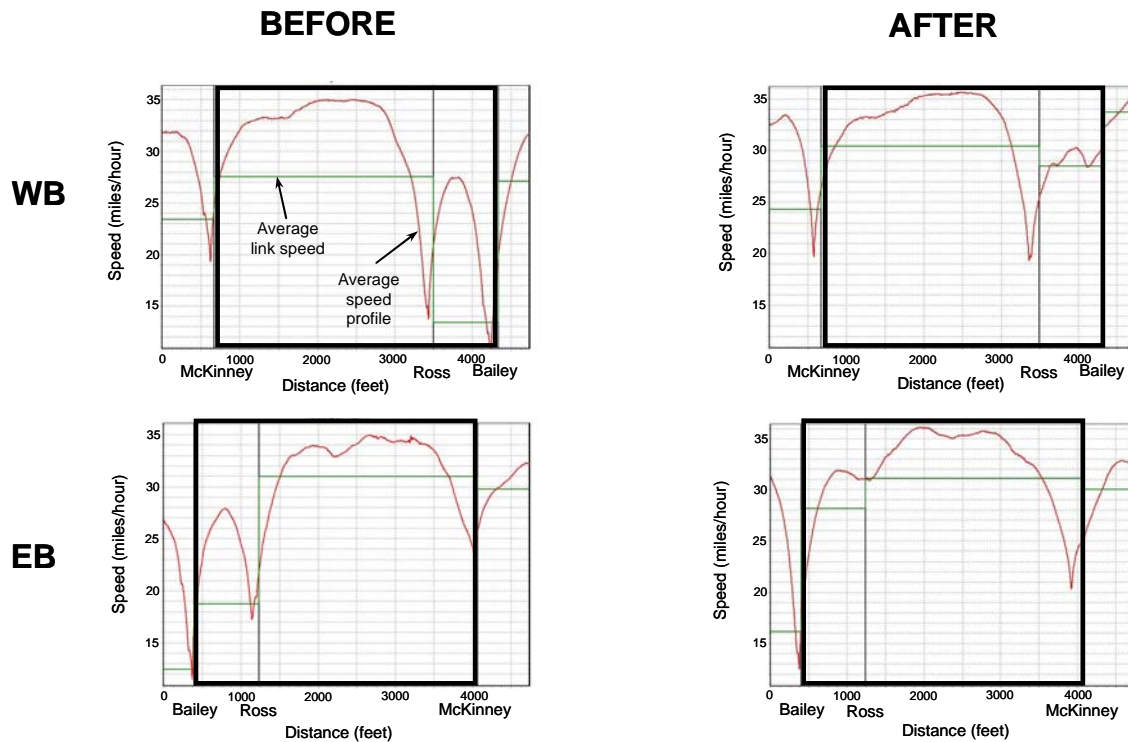 BEFORE
AFTER
WB
Speed (miles/hour)
35
30
25
20
15
Average
link speed
Average
speed
profile
0 1000 2000 3000 4000
McKinney Ross Bailey
Distance (feet)
Speed (miles/hour)
35
30
25
20
15
0 1000 2000 3000 4000
McKinney Ross Bailey
Distance (feet)
EB
Speed (miles/hour)
35
30
25
20
15
0 1000 2000 3000 4000
Bailey Ross McKinney
Distance (feet)
Speed (miles/hour)
35
30
25
20
15
0 1000 2000 3000 4000
Bailey Ross McKinney
Distance (feet)